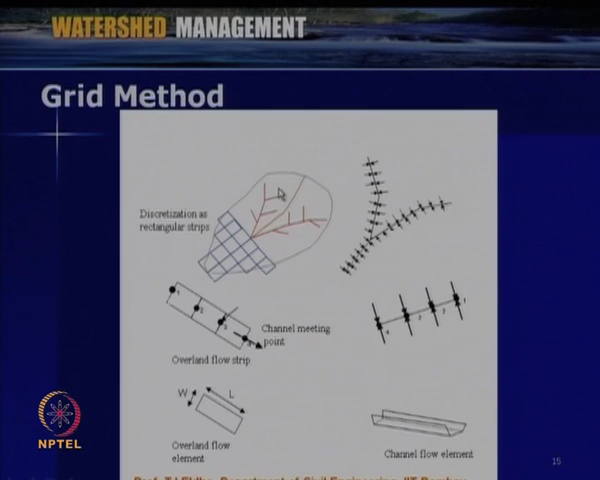 WATERSHED MANAGEMENT
Grid Method
Discretization as
rectangular strips
Channel meeting
point
Overland flow strip
W
L
Overland flow
element
Channel flow element
NPTEL
15